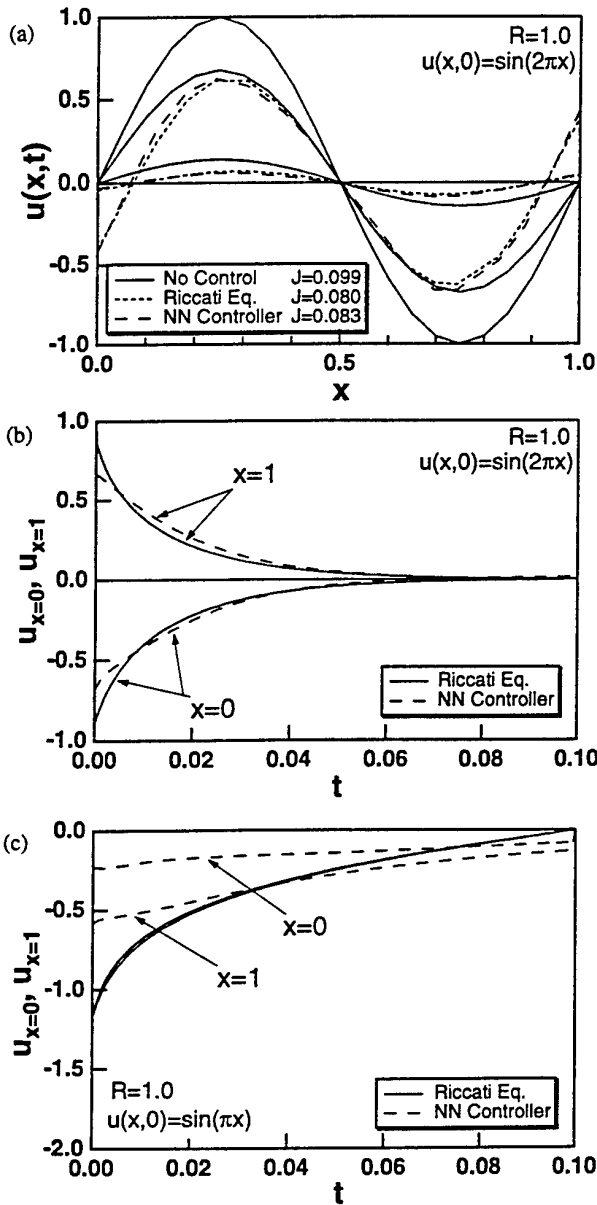 (a)
R=1.0
u(x,0)=sin(2πx)
1.0
0.5
0.0
-0.5
-1.0
u(x,t)
No Control J=0.099
Riccati Eq. J=0.080
NN Controller J=0.083
0.0 0.5 1.0
x
(b)
R=1.0
u(x,0)=sin(2πx)
1.0
0.5
0.0
-0.5
-1.0
u_{x=0}, u_{x=1}
x=1
x=0
Riccati Eq.
NN Controller
0.00 0.02 0.04 0.06 0.08 0.10
t
(c)
0.0
-0.5
-1.0
-1.5
-2.0
u_{x=0}, u_{x=1}
x=0
x=1
R=1.0
u(x,0)=sin(πx)
Riccati Eq.
NN Controller
0.00 0.02 0.04 0.06 0.08 0.10
t